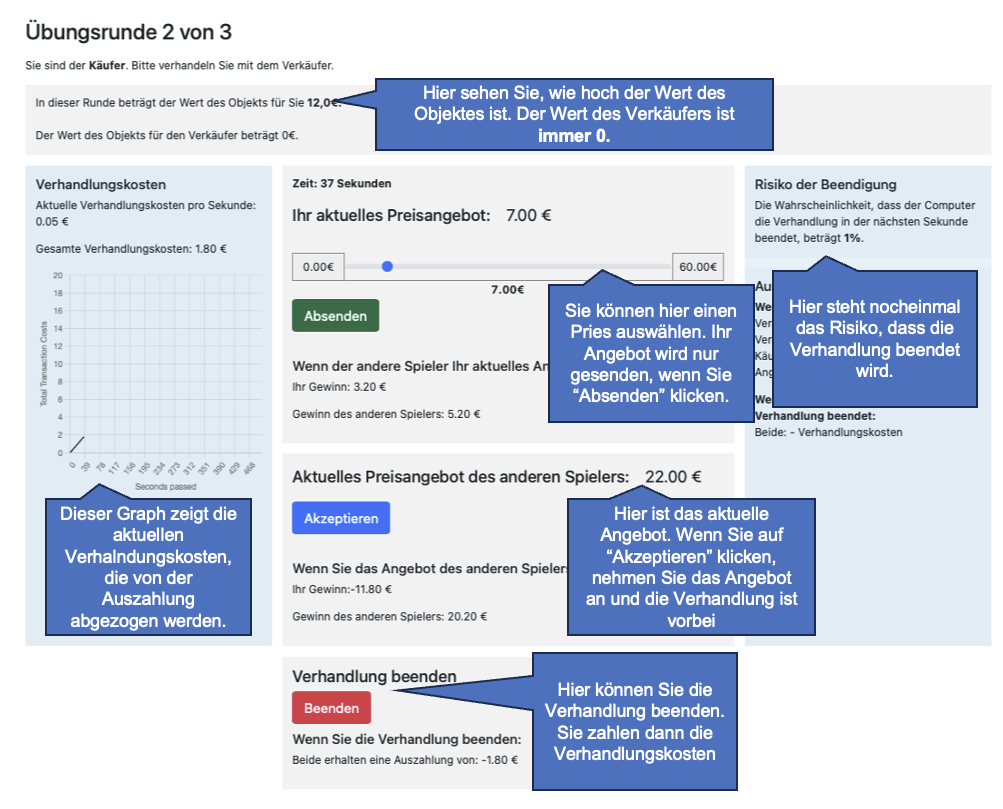 Übungsrunde 2 von 3
Sie sind der Käufer. Bitte verhandeln Sie mit dem Verkäufer.
In dieser Runde beträgt der Wert des Objekts für Sie 12,0€.
Der Wert des Objekts für den Verkäufer beträgt 0€.
Hier sehen Sie, wie hoch der Wert des
Objektes ist. Der Wert des Verkäufers ist
immer 0.
Verhandlungskosten
Aktuelle Verhandlungskosten pro Sekunde:
0.05 €
Gesamte Verhandlungskosten: 1.80 €
Total Transaction Costs
20
18
16
14
12
10
8
6
4
2
0
0 39 78 117 156 195 234 273 312 351 390 429 468
Seconds passed
Dieser Graph zeigt die
aktuellen
Verhalndungskosten,
die von der
Auszahlung
abgezogen werden.
Zeit: 37 Sekunden
Ihr aktuelles Preisangebot: 7.00 €
0.00€
60.00€
7.00€
Absenden
Wenn der andere Spieler Ihr aktuelles An
Ihr Gewinn: 3.20 €
Gewinn des anderen Spielers: 5.20 €
Sie können hier einen
Pries auswählen. Ihr
Angebot wird nur
gesenden, wenn Sie
“Absenden” klicken.
Aktuelles Preisangebot des anderen Spielers: 22.00 €
Akzeptieren
Wenn Sie das Angebot des anderen Spieler
Ihr Gewinn:-11.80 €
Gewinn des anderen Spielers: 20.20 €
Hier ist das aktuelle
Angebot. Wenn Sie auf
“Akzeptieren” klicken,
nehmen Sie das Angebot
an und die Verhandlung ist
vorbei
Verhandlung beenden
Beenden
Wenn Sie die Verhandlung beenden:
Beide erhalten eine Auszahlung von: -1.80 €
Hier können Sie die
Verhandlung beenden.
Sie zahlen dann die
Verhandlungskosten
Risiko der Beendigung
Die Wahrscheinlichkeit, dass der Computer
die Verhandlung in der nächsten Sekunde
beendet, beträgt 1%.
Au
We
Ver
Ver
Käu
Ang
We
Verhandlung beendet:
Beide: - Verhandlungskosten
Hier steht nocheinmal
das Risiko, dass die
Verhandlung beendet
wird.